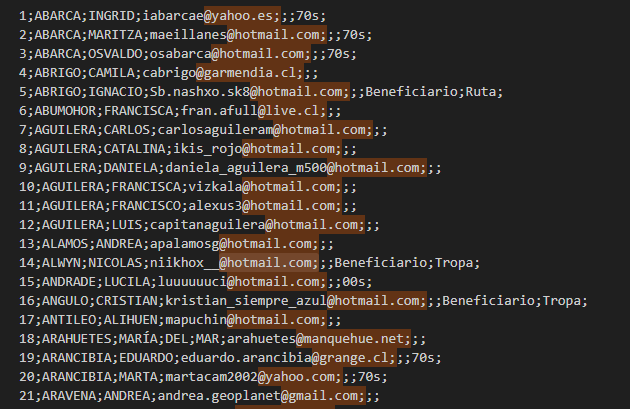 1;ABARCA;INGRID;iabarcae@yahoo.es;;;70s;
2;ABARCA;MARITZA;maeillanes@hotmail.com;;;70s;
3;ABARCA;OSVALDO;osabarca@hotmail.com;;;70s;
4;ABRIGO;CAMILA;cabrigo@garmendia.cl;;;
5;ABRIGO;IGNACIO;Sb.nashxo.sk8@hotmail.com;;;Beneficiario;Ruta;
6;ABUMOHOR;FRANCISCA;fran.afull@live.cl;;;
7;AGUILERA;CARLOS;carlosaguileram@hotmail.com;;;
8;AGUILERA;CATALINA;ikis_rojo@hotmail.com;;;
9;AGUILERA;DANIELA;daniela_aguilera_m500@hotmail.com;;;
10;AGUILERA;FRANCISCA;vizkala@hotmail.com;;;
11;AGUILERA;FRANCISCO;alexus3@hotmail.com;;;
12;AGUILERA;LUIS;capitanaguilera@hotmail.com;;;
13;ALAMOS;ANDREA;apalamosg@hotmail.com;;;
14;ALWYN;NICOLAS;niikhox__@hotmail.com;;;Beneficiario;Tropa;
15;ANDRADE;LUCILA;luuuuuuci@hotmail.com;;;00s;
16;ANGULO;CRISTIAN;kristian_siempre_azul@hotmail.com;;;Beneficiario;Tropa;
17;ANTILEO;ALIHUEN;mapuchin@hotmail.com;;;
18;ARAHUETES;MARÍA;DEL;MAR;arahuetes@manquehue.net;;;
19;ARANCIBIA;EDUARDO;eduardo.arancibia@grange.cl;;;70s;
20;ARANCIBIA;MARTA;martacam2002@yahoo.com;;;70s;
21;ARAVENA;ANDREA;andrea.geoplanet@gmail.com;;;